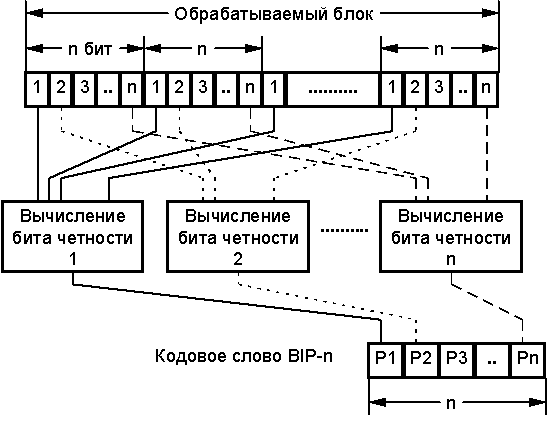 Обрабатываемый блок
n бит n n
1 2 3 .. n 1 2 3 .. n 1 .......... 1 2 3 .. n
Вычисление Вычисление Вычисление
бита четности бита четности .......... бита четности
1 2 n
Кодовое слово BIP-n P1 P2 P3 .. Pn
n